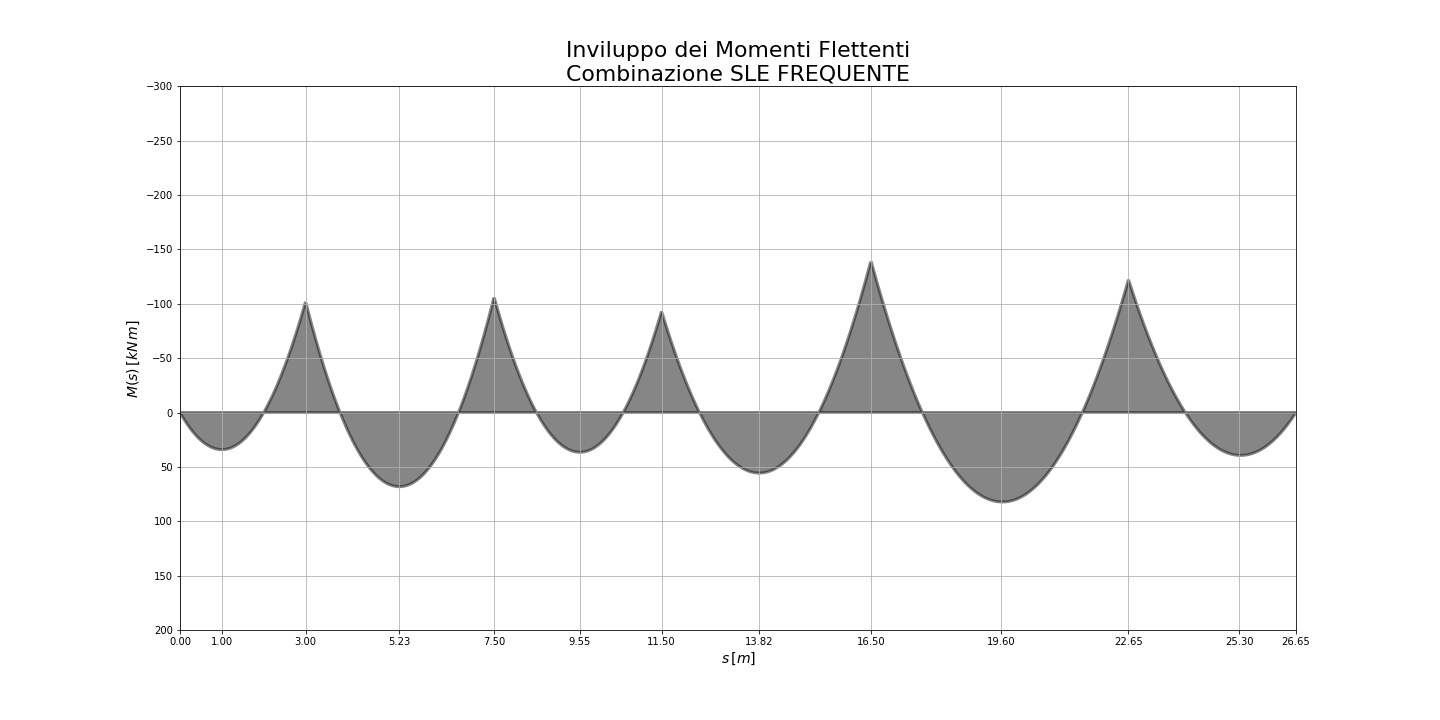 Inviluppo dei Momenti Flettenti
Combinazione SLE FREQUENTE
−300
−250
−200
−150
−100
−50
0
50
100
150
200
M(s) [kNm]
0.00 1.00 3.00 5.23 7.50 9.55 11.50 13.82 16.50 19.60 22.65 25.30 26.65
s [m]